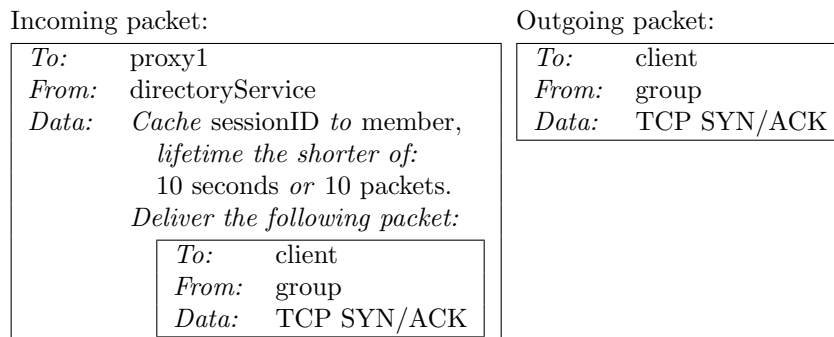 Incoming packet:
To: proxy1
From: directoryService
Data: Cache sessionID to member,
lifetime the shorter of:
10 seconds or 10 packets.
Deliver the following packet:
To: client
From: group
Data: TCP SYN/ACK
Outgoing packet:
To: client
From: group
Data: TCP SYN/ACK